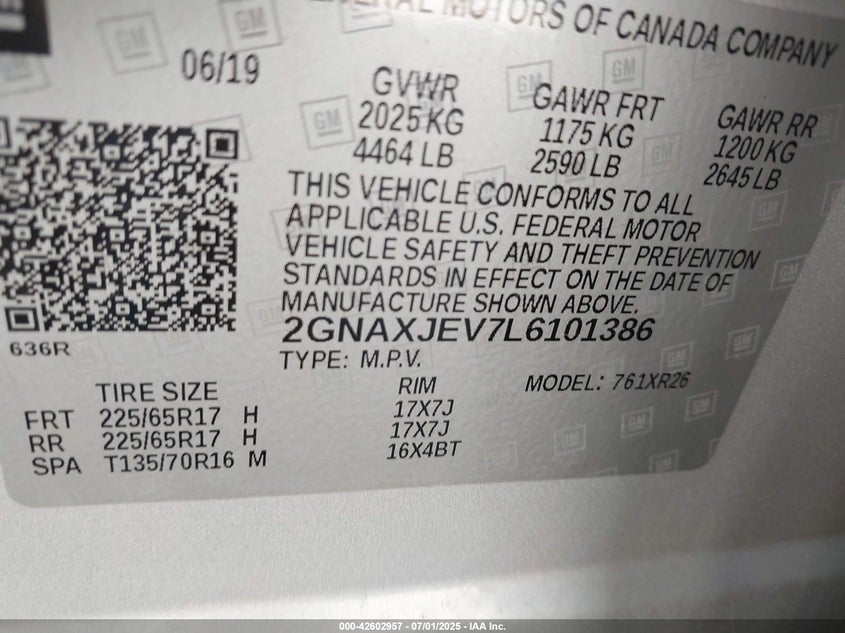 GENERAL MOTORS OF CANADA COMPANY
06/19
GVWR GAWR FRT GAWR RR
2025 KG 1175 KG 1200 KG
4464 LB 2590 LB 2645 LB
THIS VEHICLE CONFORMS TO ALL
APPLICABLE U.S. FEDERAL MOTOR
VEHICLE SAFETY AND THEFT PREVENTION
STANDARDS IN EFFECT ON THE DATE OF
MANUFACTURE SHOWN ABOVE.
2GNAXJEV7L6101386
636R
TYPE: M.P.V.
TIRE SIZE RIM MODEL: 761XR26
FRT 225/65R17 H 17X7J
RR 225/65R17 H 17X7J
SPA T135/70R16 M 16X4BT
000-42602957 - 07/01/2025 - IAA Inc.